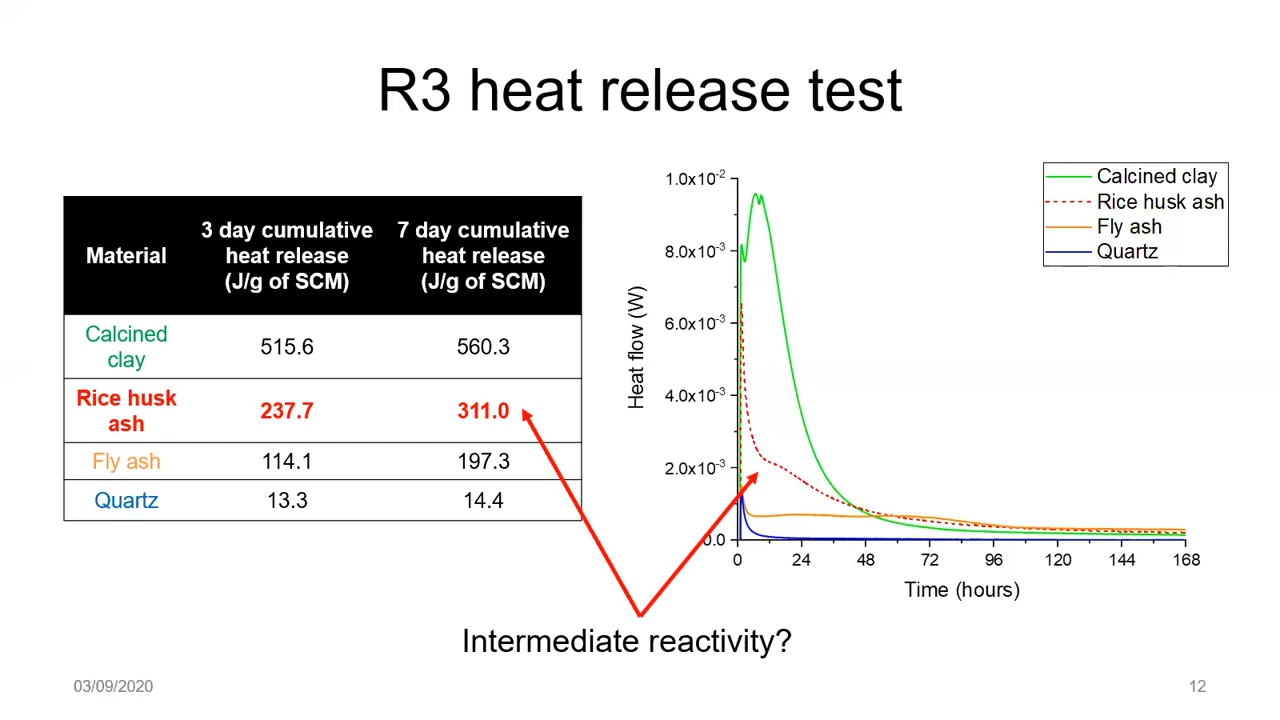 R3 heat release test
Material
3 day cumulative
heat release
(J/g of SCM)
7 day cumulative
heat release
(J/g of SCM)
Calcined
clay
515.6
560.3
Rice husk
ash
237.7
311.0
Fly ash
114.1
197.3
Quartz
13.3
14.4
Calcined clay
Rice husk ash
Fly ash
Quartz
Heat flow (W)
1.0x10⁻²
8.0x10⁻³
6.0x10⁻³
4.0x10⁻³
2.0x10⁻³
0.0
0 24 48 72 96 120 144 168
Time (hours)
Intermediate reactivity?
03/09/2020
12